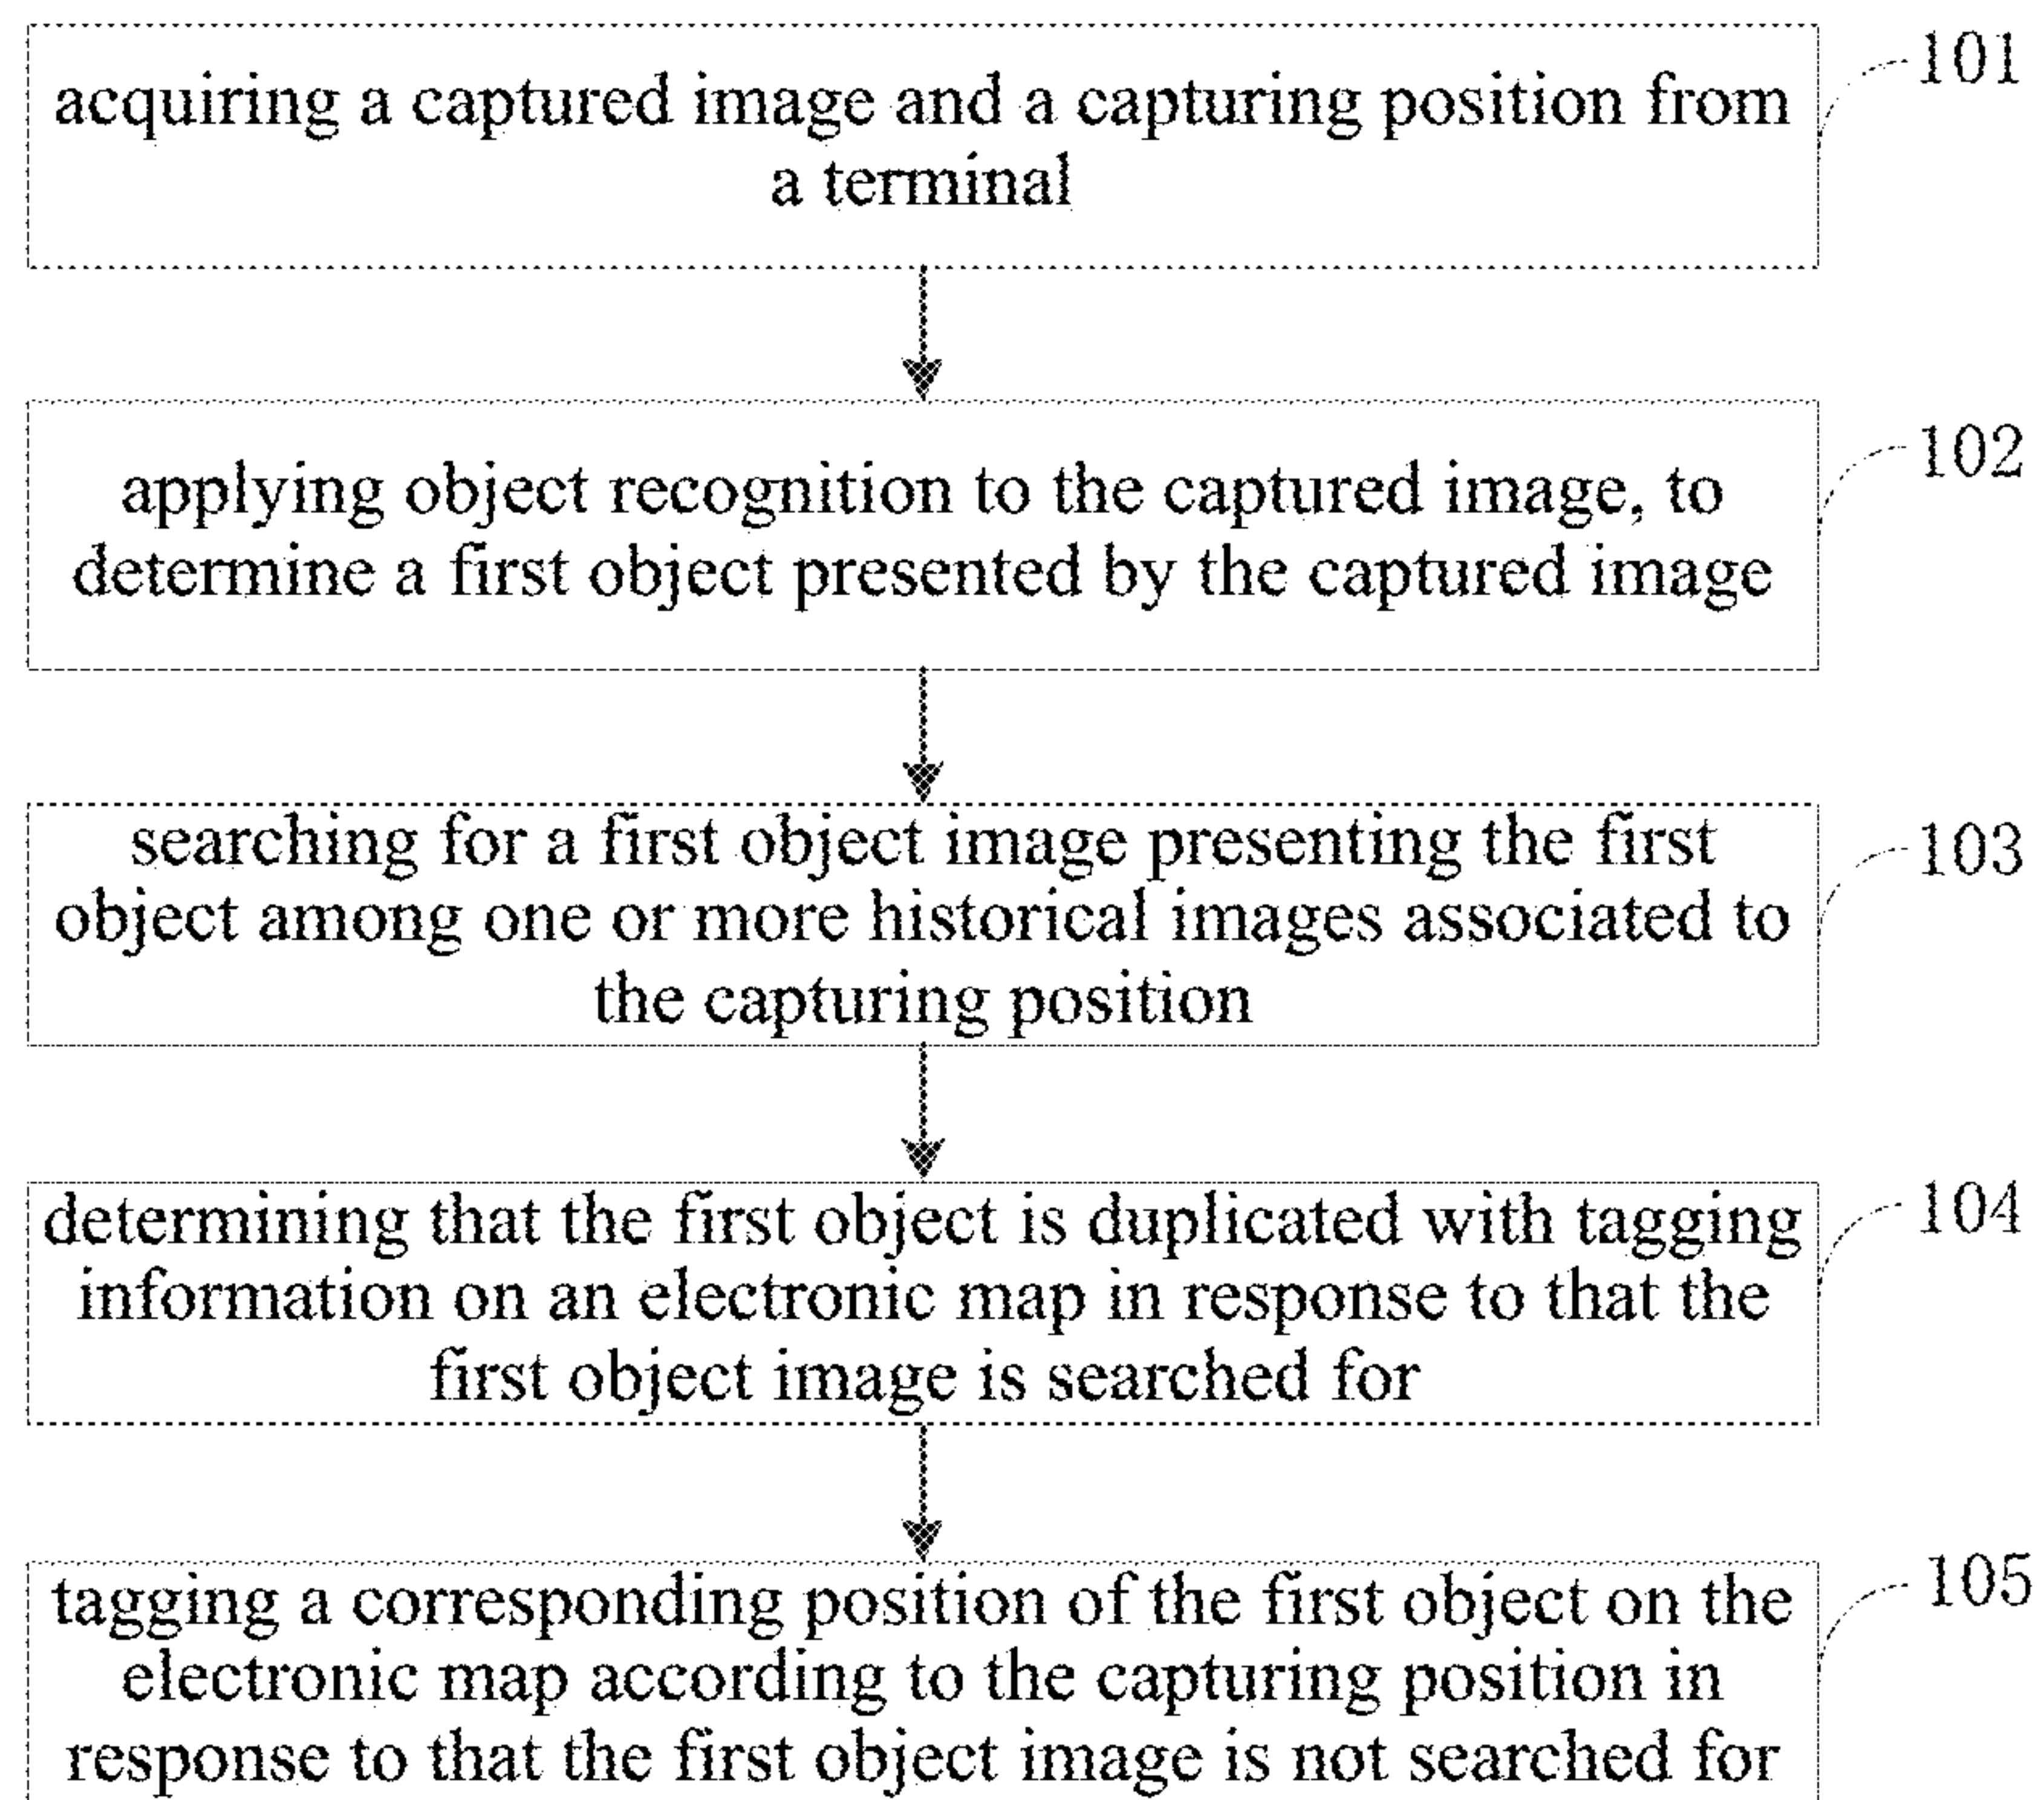 acquiring a captured image and a capturing position from
a terminal
101
applying object recognition to the captured image, to
determine a first object presented by the captured image
102
searching for a first object image presenting the first
object among one or more historical images associated to
the capturing position
103
determining that the first object is duplicated with tagging
information on an electronic map in response to that the
first object image is searched for
104
tagging a corresponding position of the first object on the
electronic map according to the capturing position in
response to that the first object image is not searched for
105